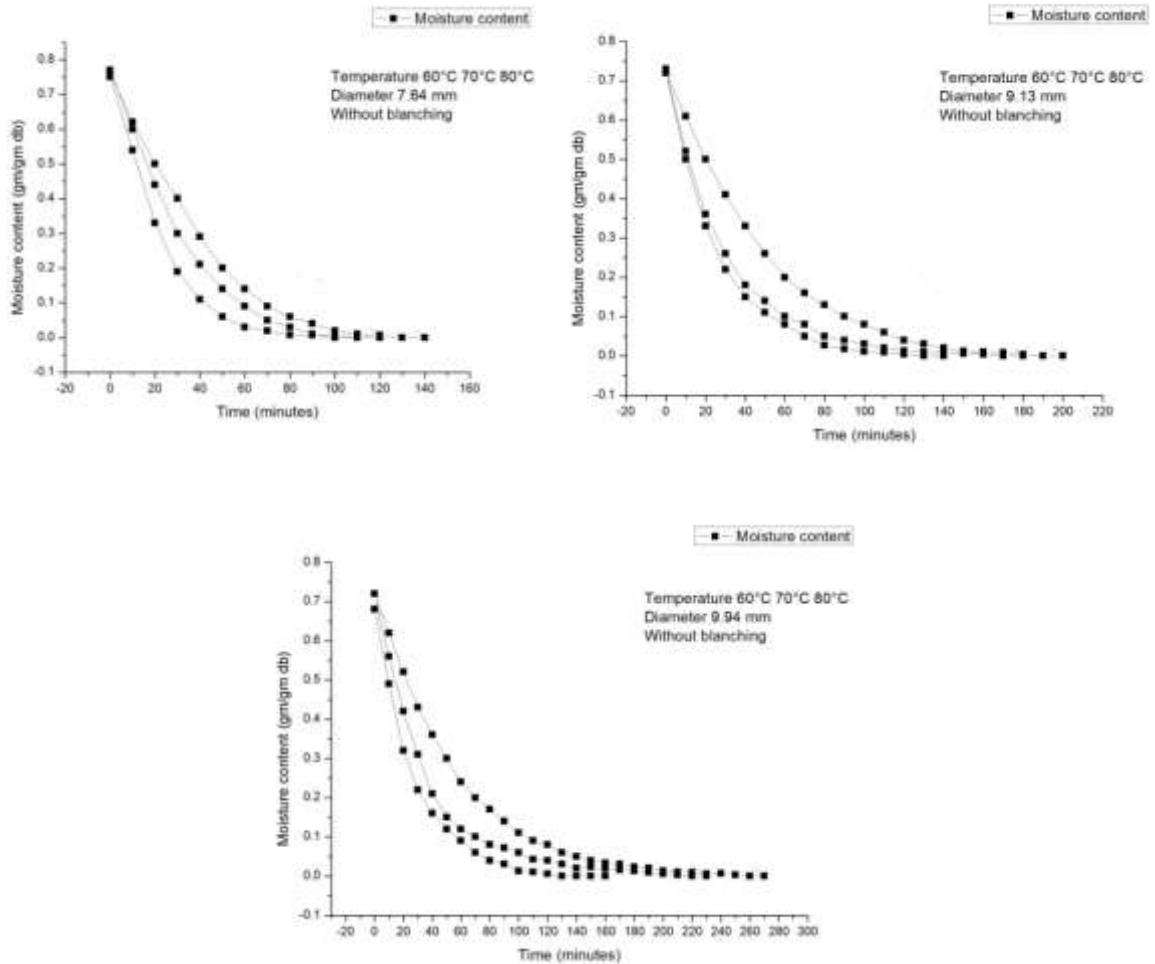 Moisture content
Temperature 60°C 70°C 80°C
Diameter 7.64 mm
Without blanching
Moisture content (gm/gm db)
0.8
0.7
0.6
0.5
0.4
0.3
0.2
0.1
0.0
-0.1
-20 0 20 40 60 80 100 120 140 160
Time (minutes)
Moisture content
Temperature 60°C 70°C 80°C
Diameter 9.13 mm
Without blanching
Moisture content (gm/gm db)
0.8
0.7
0.6
0.5
0.4
0.3
0.2
0.1
0.0
-0.1
-20 0 20 40 60 80 100 120 140 160 180 200 220
Time (minutes)
Moisture content
Temperature 60°C 70°C 80°C
Diameter 9.94 mm
Without blanching
Moisture content (gm/gm db)
0.8
0.7
0.6
0.5
0.4
0.3
0.2
0.1
0.0
-0.1
-20 0 20 40 60 80 100 120 140 160 180 200 220 240 260 280 300
Time (minutes)